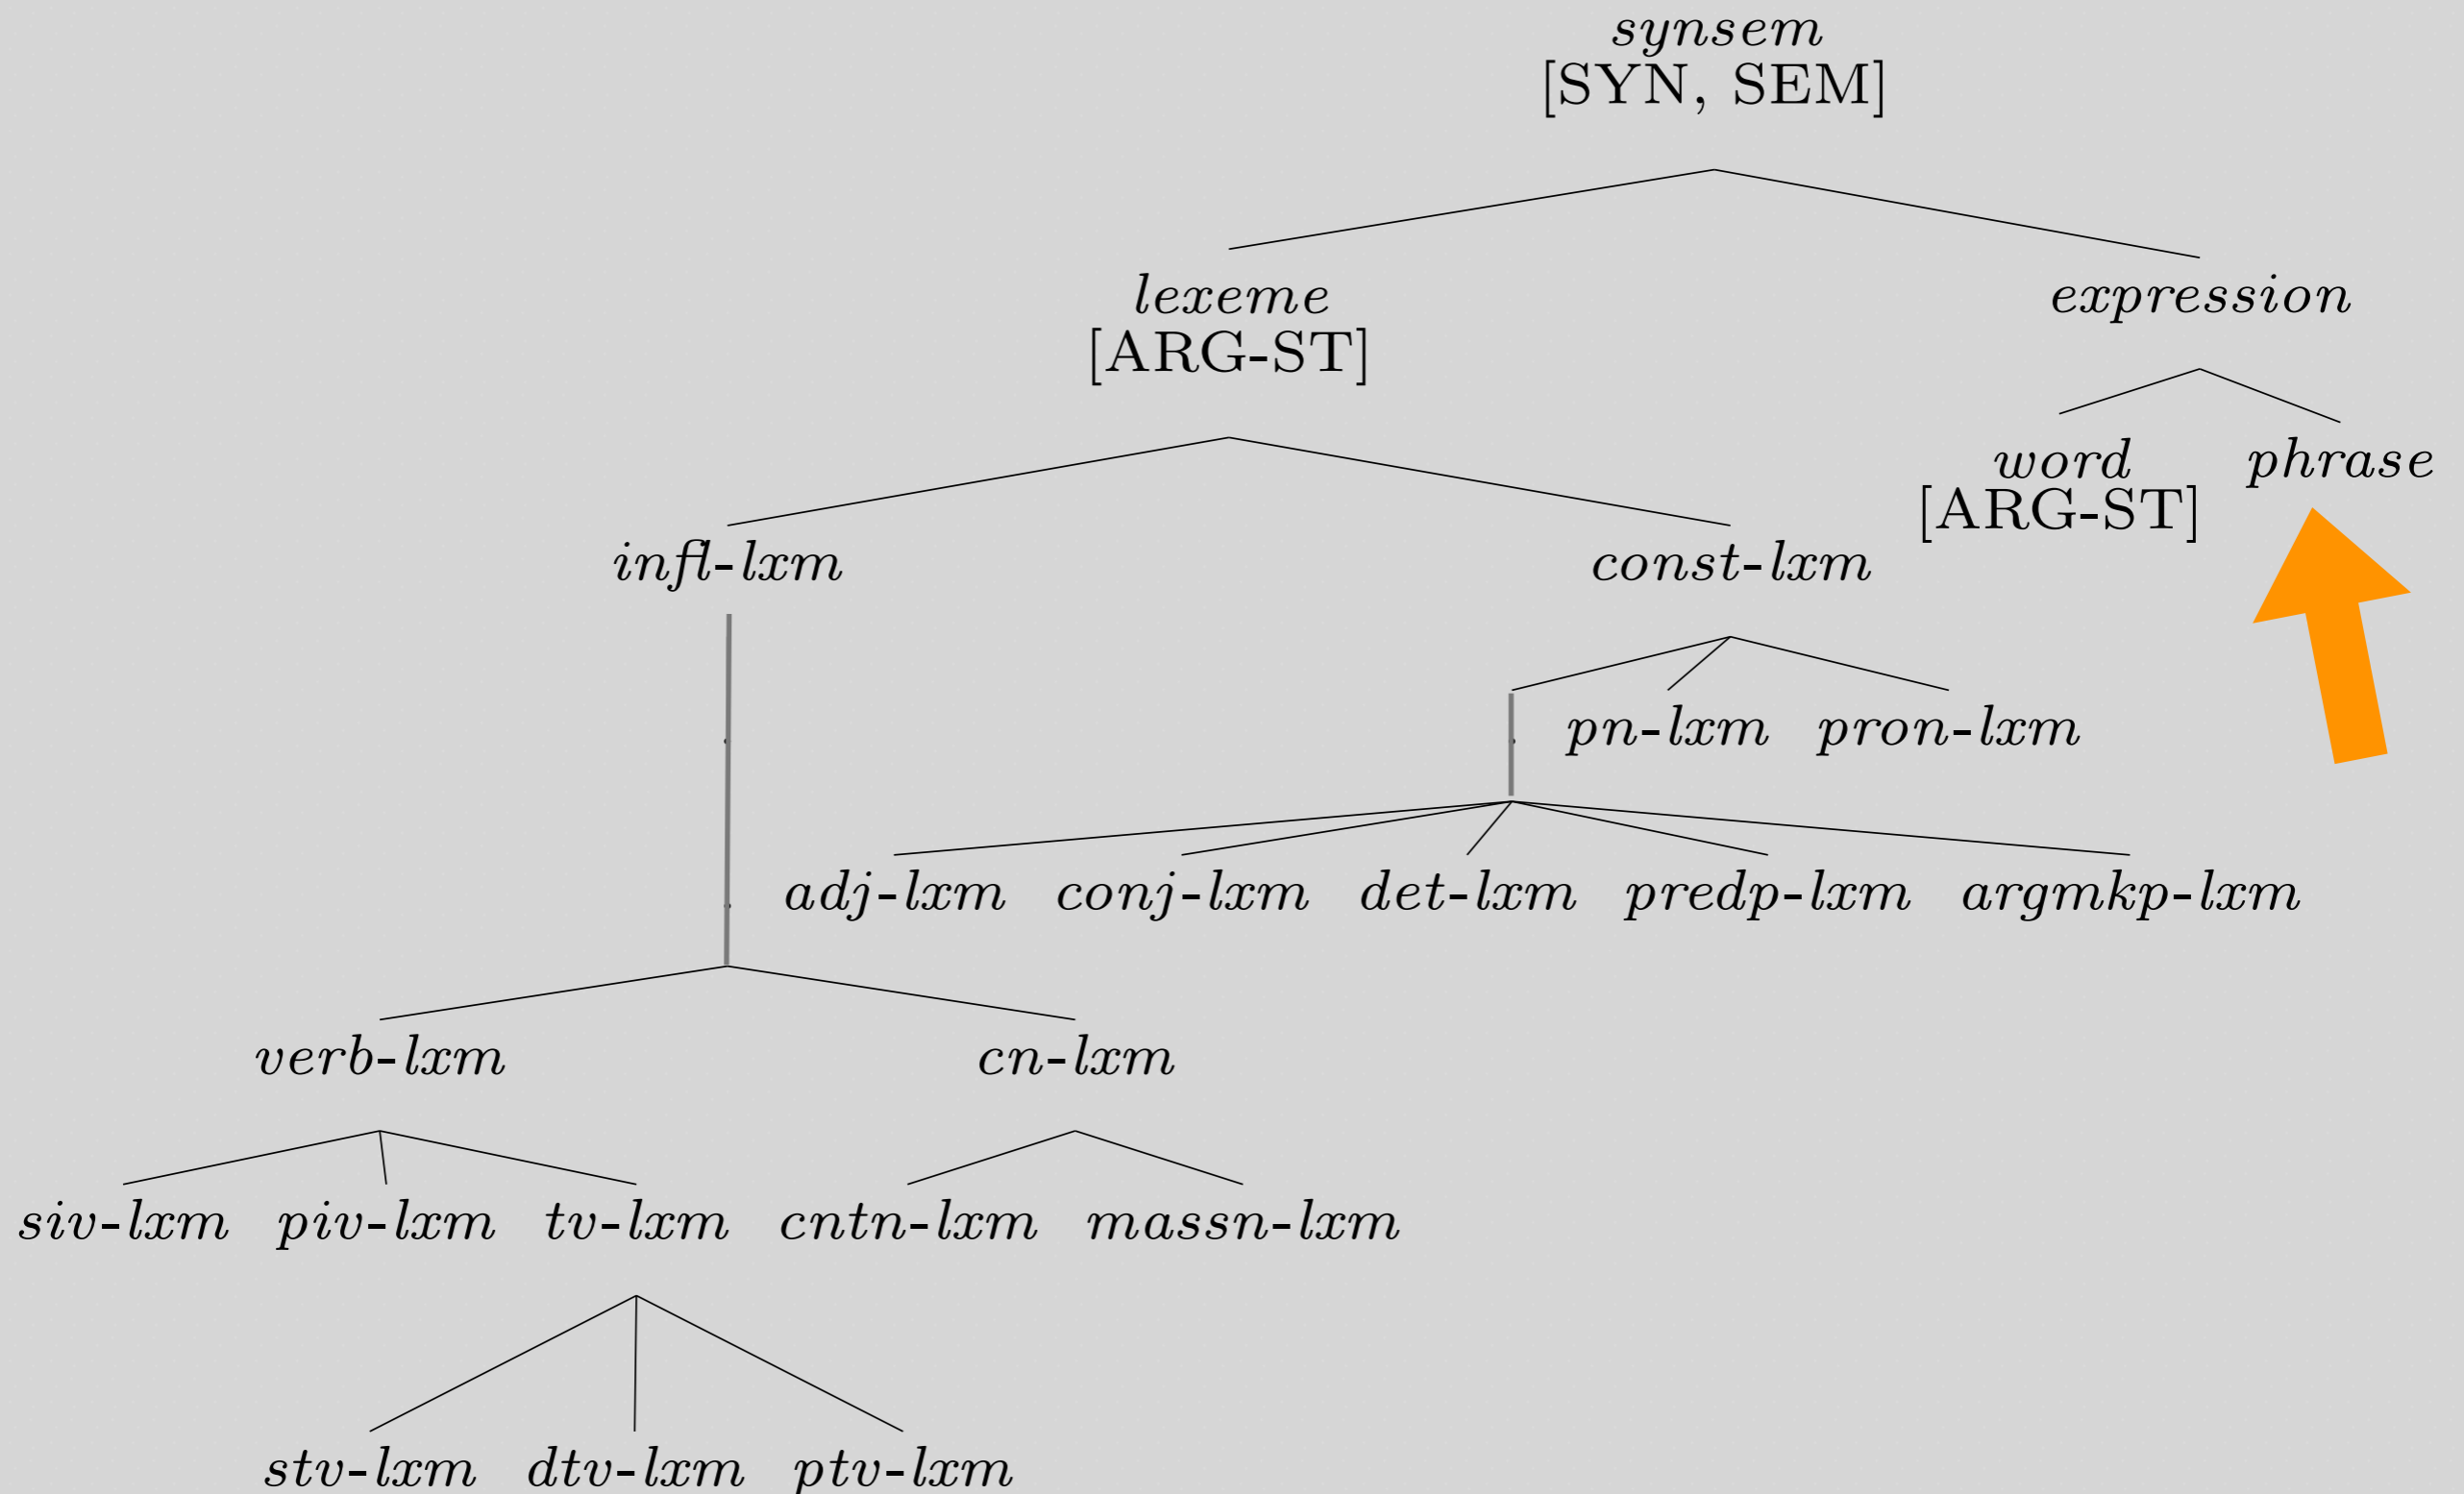 synsem
[SYN, SEM]
lexeme
[ARG-ST]
expression
word
[ARG-ST]
phrase
infl-lxm
const-lxm
pn-lxm pron-lxm
adj-lxm conj-lxm det-lxm predp-lxm argmkp-lxm
verb-lxm cn-lxm
siv-lxm piv-lxm tv-lxm cntn-lxm massn-lxm
stv-lxm dtv-lxm ptv-lxm